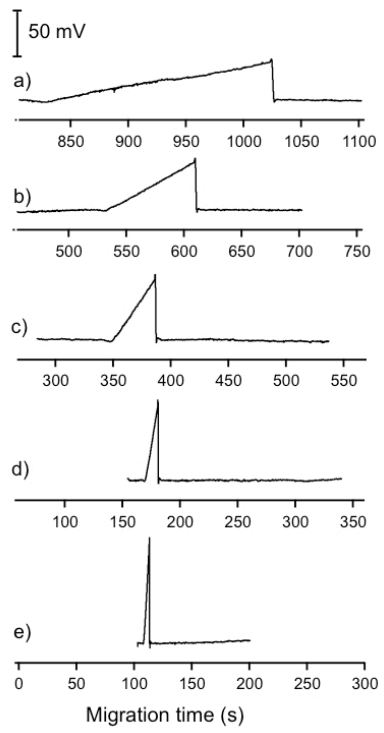 50 mV
a)
850 900 950 1000 1050 1100
b)
500 550 600 650 700 750
c)
300 350 400 450 500 550
d)
100 150 200 250 300 350
e)
0 50 100 150 200 250 300
Migration time (s)